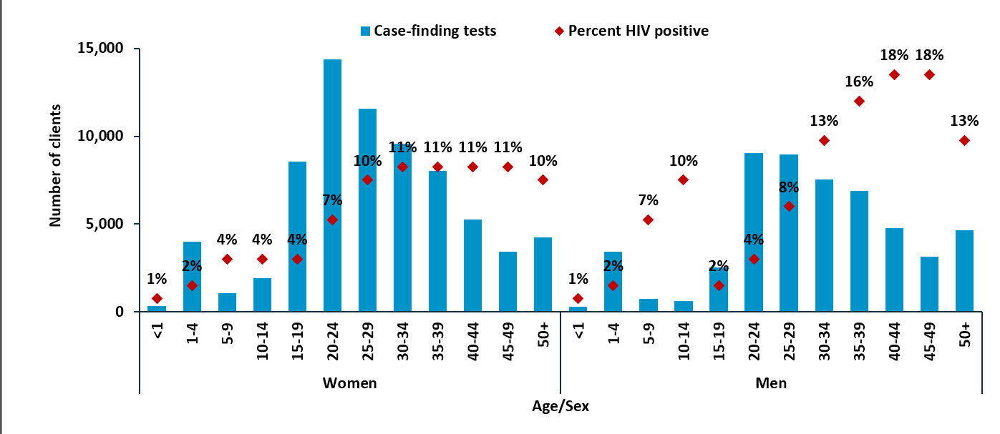 Case-finding tests Percent HIV positive
15,000
10,000
5,000
0
Number of clients
1% 2% 4% 4% 4% 7% 10% 11% 11% 11% 11% 10% 1% 2% 7% 10% 2% 4% 8% 13% 16% 18% 18% 13%
<1 1-4 5-9 10-14 15-19 20-24 25-29 30-34 35-39 40-44 45-49 50+ <1 1-4 5-9 10-14 15-19 20-24 25-29 30-34 35-39 40-44 45-49 50+
Women Men
Age/Sex